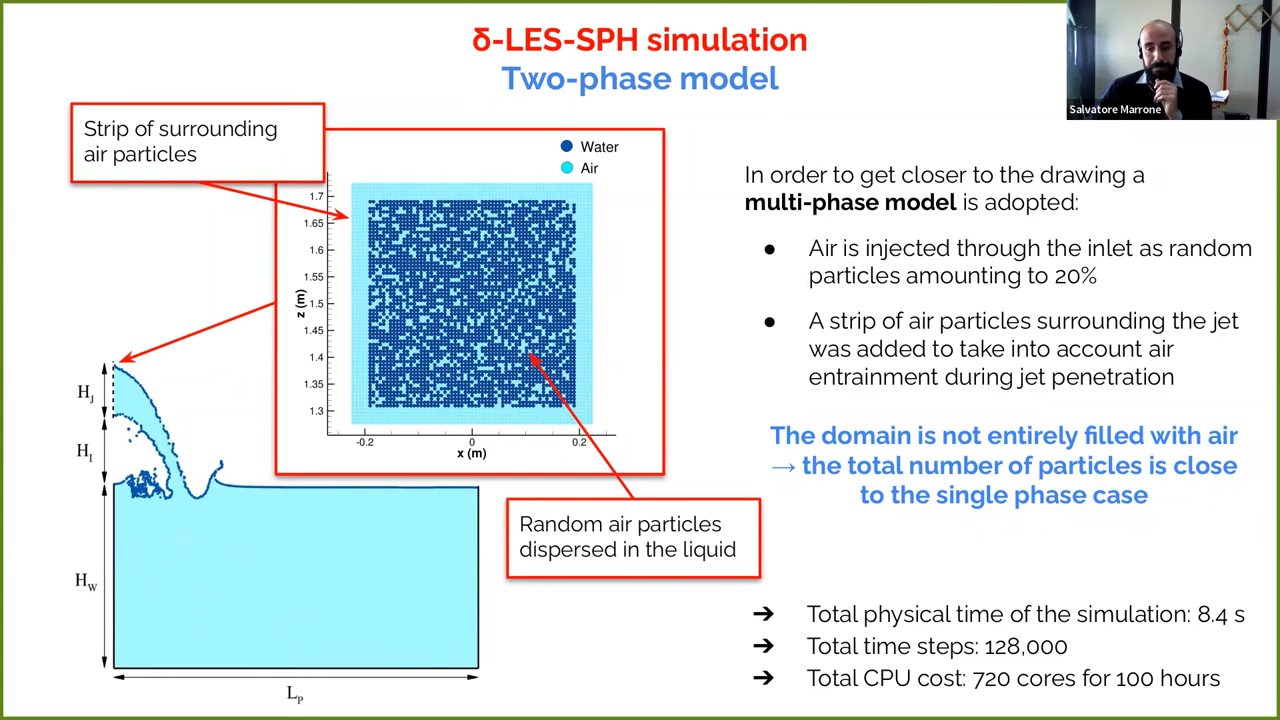 δ-LES-SPH simulation
Two-phase model
Salvatore Marrone
Strip of surrounding
air particles
Water
Air
1.7
1.65
1.6
1.55
1.5
1.45
1.4
1.35
1.3
z (m)
-0.2
0
0.2
x (m)
H_J
H_I
H_W
L_P
Random air particles
dispersed in the liquid
In order to get closer to the drawing a
multi-phase model is adopted:
● Air is injected through the inlet as random
particles amounting to 20%
● A strip of air particles surrounding the jet
was added to take into account air
entrainment during jet penetration
The domain is not entirely filled with air
→ the total number of particles is close
to the single phase case
➔ Total physical time of the simulation: 8.4 s
➔ Total time steps: 128,000
➔ Total CPU cost: 720 cores for 100 hours